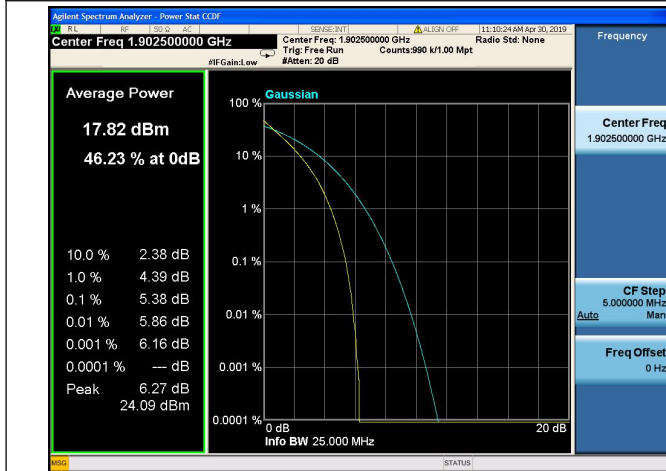 Agilent Spectrum Analyzer - Power Stat CCDF
LXI RL RF 50 Ω AC SENSE:INT ALIGN OFF 11:10:24 AM Apr 30, 2019
Center Freq 1.902500000 GHz
Center Freq: 1.902500000 GHz Radio Std: None
Trig: Free Run Counts:990 k/1.00 Mpt
#IFGain:Low #Atten: 20 dB
Frequency
Average Power
17.82 dBm
46.23 % at 0dB
10.0 % 2.38 dB
1.0 % 4.39 dB
0.1 % 5.38 dB
0.01 % 5.86 dB
0.001 % 6.16 dB
0.0001 % --- dB
Peak 6.27 dB
24.09 dBm
Gaussian
100 %
10 %
1 %
0.1 %
0.01 %
0.001 %
0.0001 %
0 dB 20 dB
Info BW 25.000 MHz
Center Freq
1.902500000 GHz
CF Step
5.000000 MHz
Auto Man
Freq Offset
0 Hz
MSG STATUS